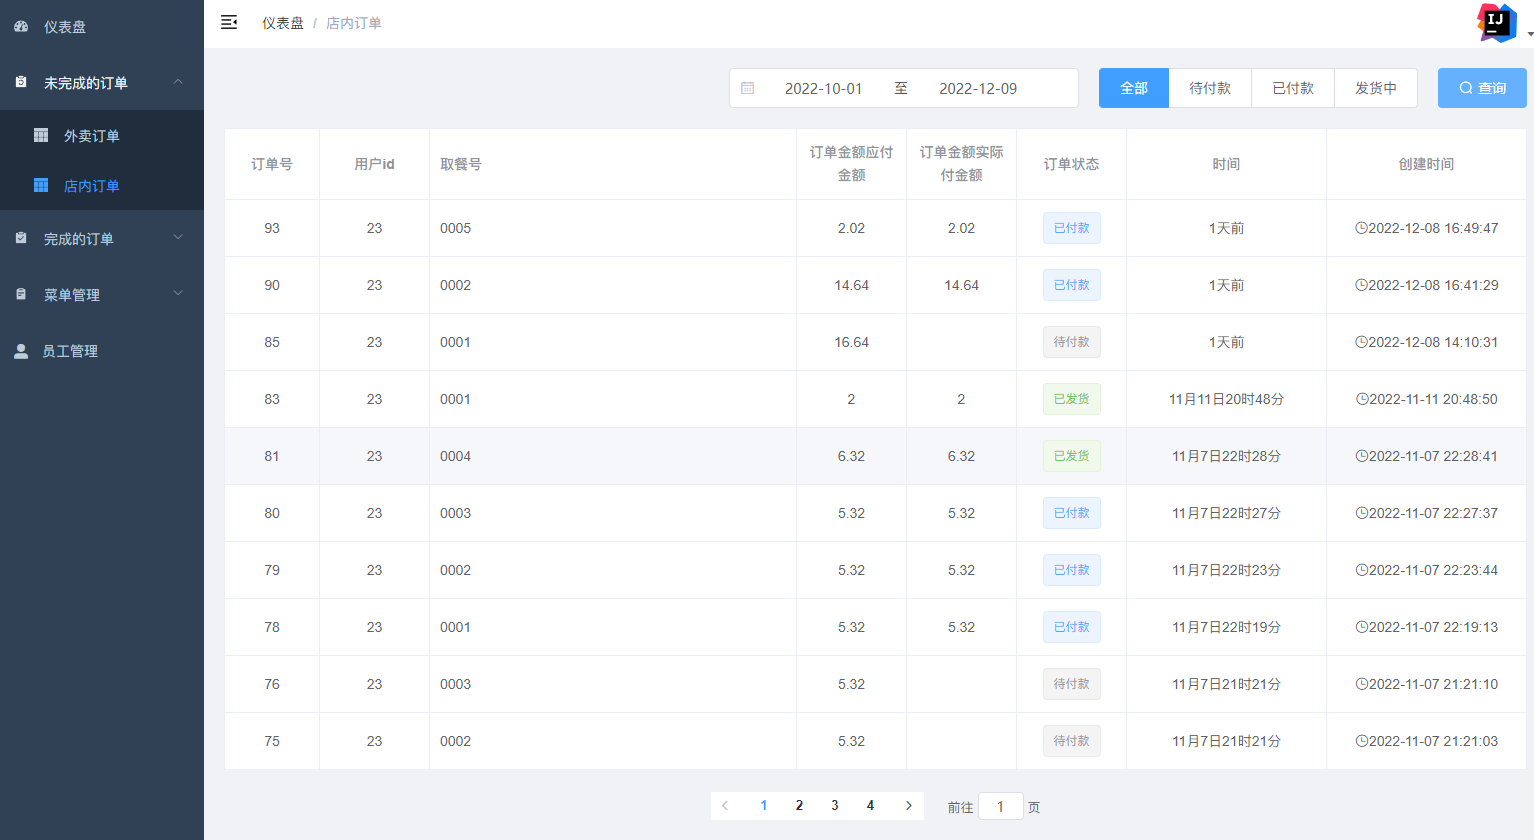 仪表盘
未完成的订单
外卖订单
店内订单
完成的订单
菜单管理
员工管理
仪表盘 / 店内订单
IJ
2022-10-01 至 2022-12-09 全部 待付款 已付款 发货中 查询
订单号 用户id 取餐号 订单金额应付金额 订单金额实际付金额 订单状态 时间 创建时间
93 23 0005 2.02 2.02 已付款 1天前 2022-12-08 16:49:47
90 23 0002 14.64 14.64 已付款 1天前 2022-12-08 16:41:29
85 23 0001 16.64 待付款 1天前 2022-12-08 14:10:31
83 23 0001 2 2 已发货 11月11日20时48分 2022-11-11 20:48:50
81 23 0004 6.32 6.32 已发货 11月7日22时28分 2022-11-07 22:28:41
80 23 0003 5.32 5.32 已付款 11月7日22时27分 2022-11-07 22:27:37
79 23 0002 5.32 5.32 已付款 11月7日22时23分 2022-11-07 22:23:44
78 23 0001 5.32 5.32 已付款 11月7日22时19分 2022-11-07 22:19:13
76 23 0003 5.32 待付款 11月7日21时21分 2022-11-07 21:21:10
75 23 0002 5.32 待付款 11月7日21时21分 2022-11-07 21:21:03
1 2 3 4 前往 1 页